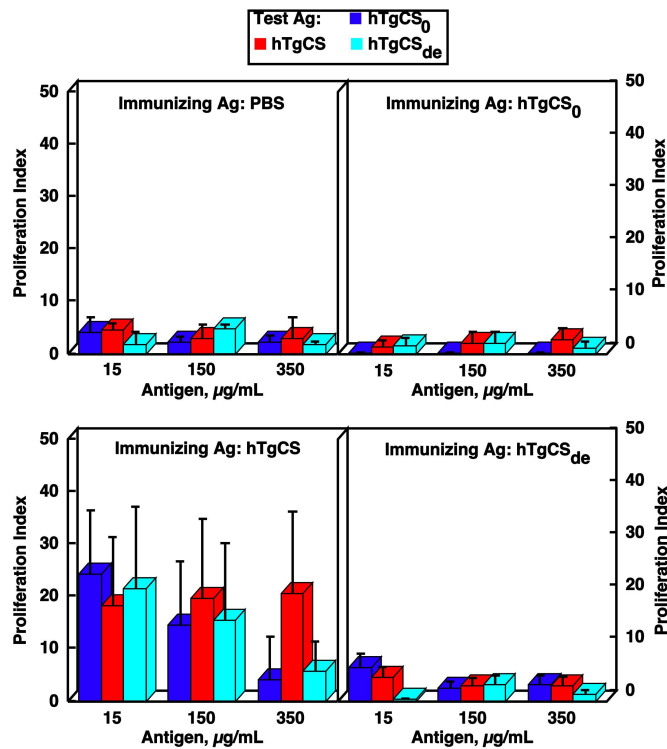 Test Ag: hTgCS0
hTgCS hTgCSde
Immunizing Ag: PBS
Immunizing Ag: hTgCS0
Proliferation Index
50
40
30
20
10
0
50
40
30
20
10
0
Proliferation Index
15 150 350
15 150 350
Antigen, µg/mL
Antigen, µg/mL
Immunizing Ag: hTgCS
Immunizing Ag: hTgCSde
Proliferation Index
50
40
30
20
10
0
50
40
30
20
10
0
Proliferation Index
15 150 350
15 150 350
Antigen, µg/mL
Antigen, µg/mL